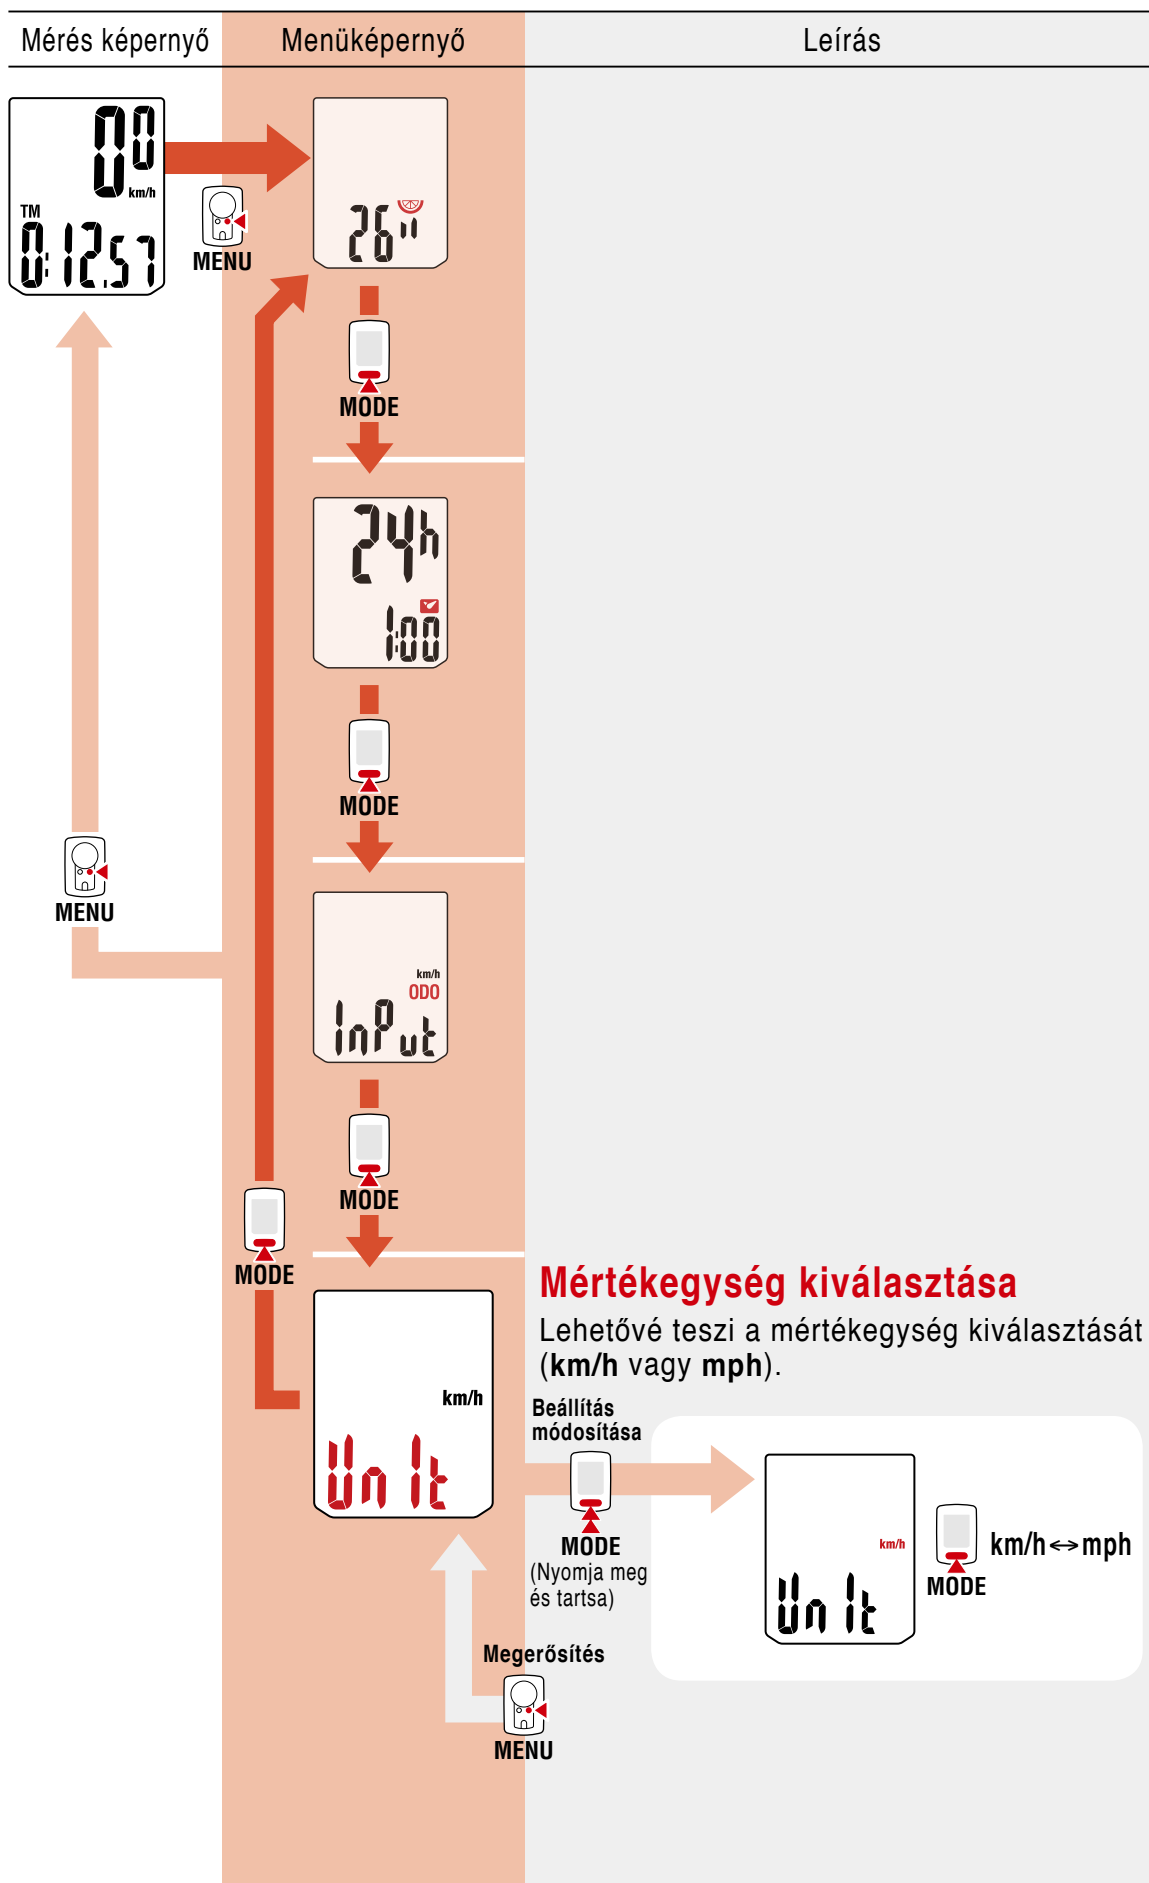 Mérés képernyő
Menüképernyő
Leírás
00
km/h
TM
0:12.57
MENU
26"
MODE
24h
1:00
MODE
MENU
km/h
ODO
InPut
MODE
MODE
Mértékegység kiválasztása
Lehetővé teszi a mértékegység kiválasztását
(km/h vagy mph).
km/h
Unit
Beállítás
módosítása
MODE
(Nyomja meg
és tartsa)
km/h
Unit
MODE
km/h↔mph
Megerősítés
MENU